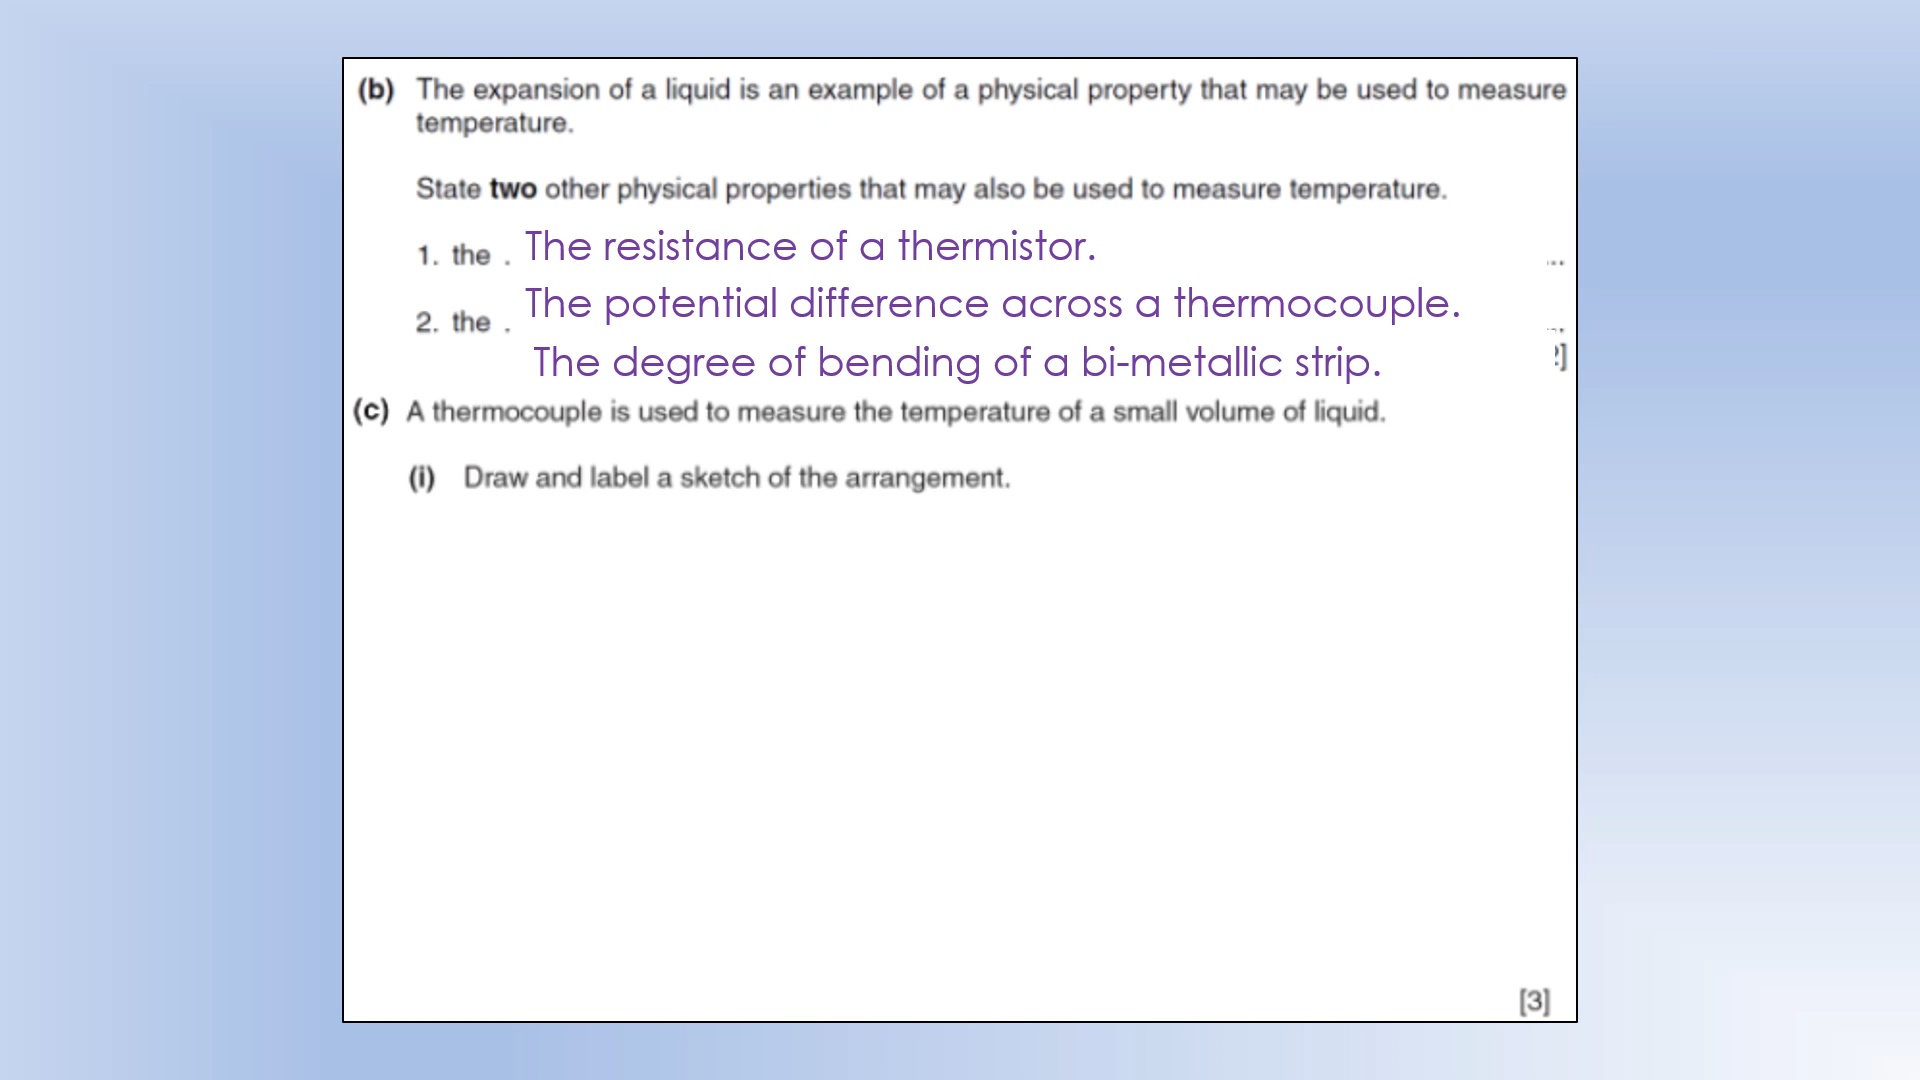 (b) The expansion of a liquid is an example of a physical property that may be used to measure
temperature.
State two other physical properties that may also be used to measure temperature.
1. the . The resistance of a thermistor. ...
2. the . The potential difference across a thermocouple.
The degree of bending of a bi-metallic strip. ]
(c) A thermocouple is used to measure the temperature of a small volume of liquid.
(i) Draw and label a sketch of the arrangement.
[3]